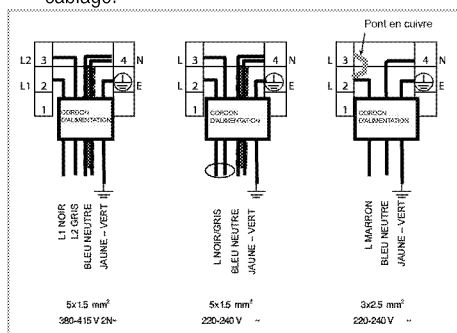 câblage.
Pont en cuivre
L2 3 4 N
L1 2 E
1
CORDON
D'ALIMENTATION
L1 NOIR
L2 GRIS
BLEU NEUTRE
JAUNE – VERT
5x1.5 mm²
380-415 V 2N~
L 3 4 N
L 2 E
1
CORDON
D'ALIMENTATION
L NOIR/GRIS
BLEU NEUTRE
JAUNE – VERT
5x1.5 mm²
220-240 V ~
L 3 4 N
L 2 E
1
CORDON
D'ALIMENTATION
L MARRON
BLEU NEUTRE
JAUNE – VERT
3x2.5 mm²
220-240 V ~